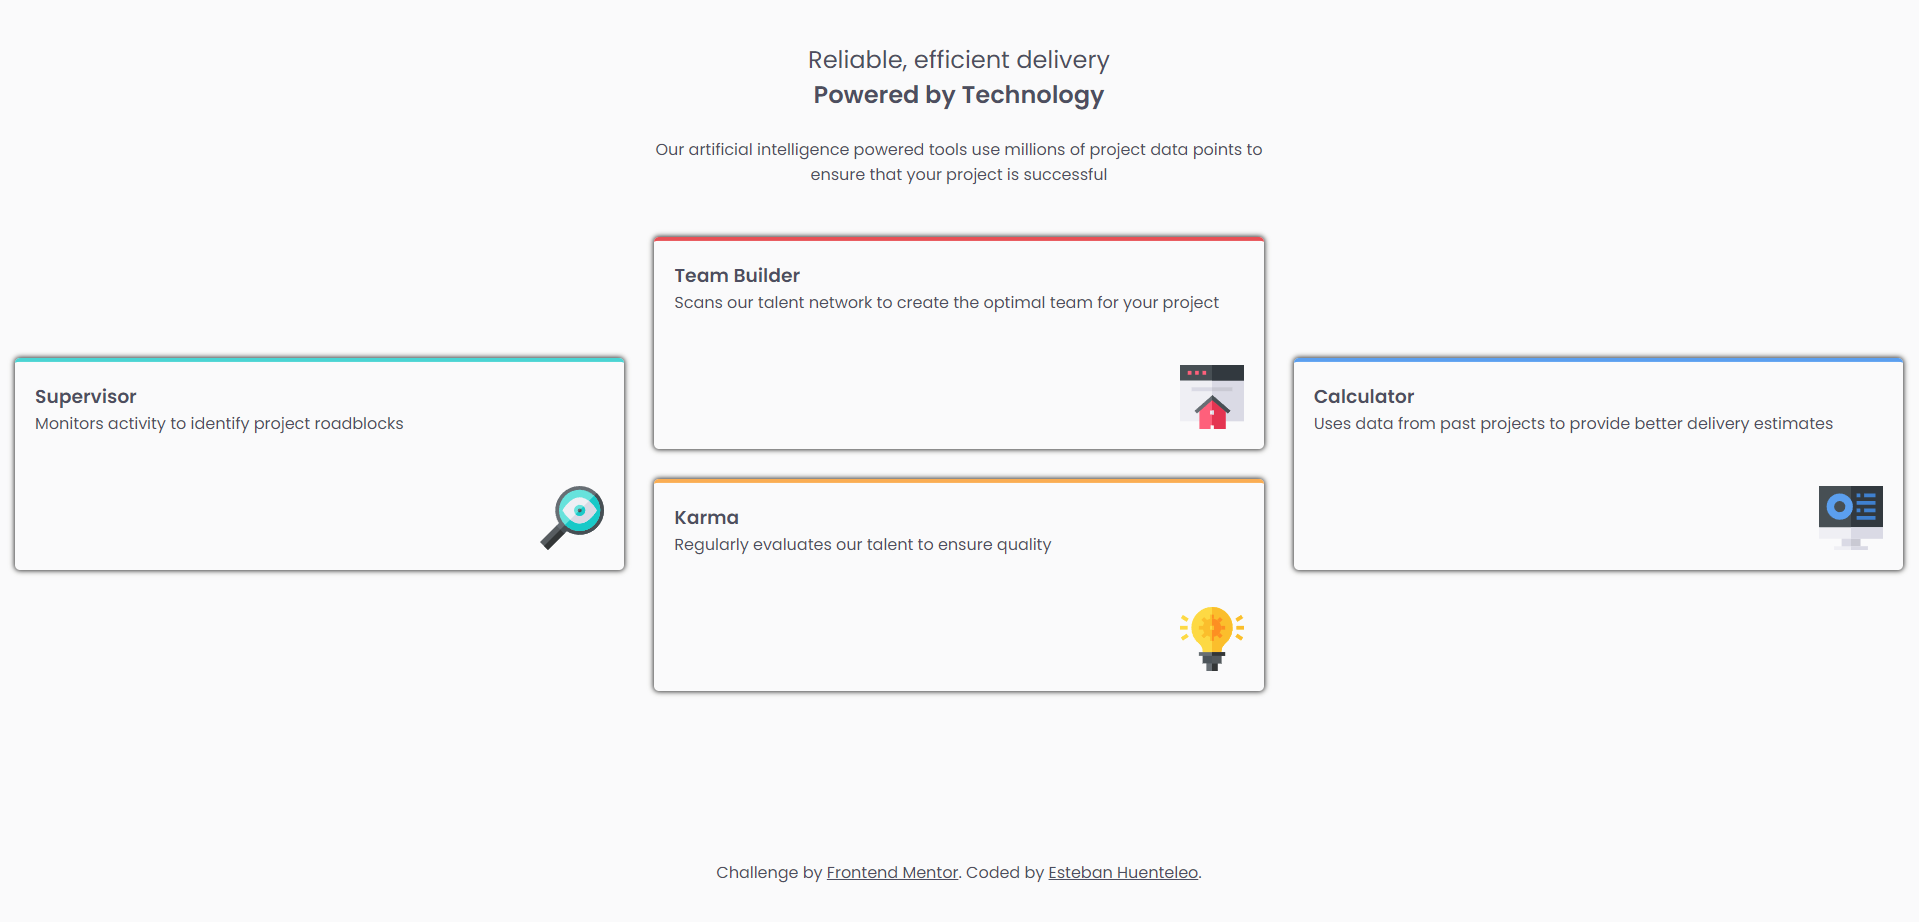 Reliable, efficient delivery
Powered by Technology
Our artificial intelligence powered tools use millions of project data points to
ensure that your project is successful
Supervisor
Monitors activity to identify project roadblocks
Team Builder
Scans our talent network to create the optimal team for your project
Karma
Regularly evaluates our talent to ensure quality
Calculator
Uses data from past projects to provide better delivery estimates
Challenge by Frontend Mentor. Coded by Esteban Huenteleo.